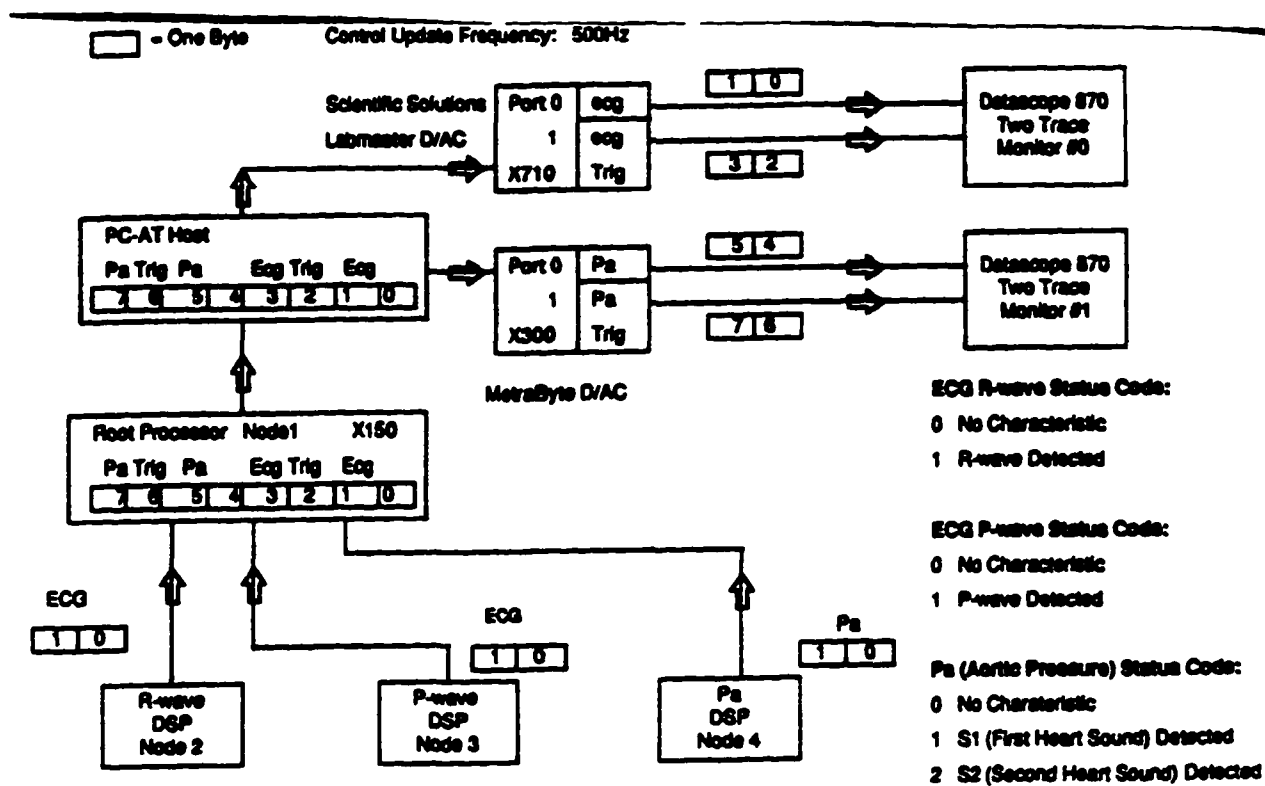 = One Byte
Control Update Frequency: 500Hz
1 0
Scientific Solutions
Labmaster D/AC
Port 0 ecg
1 ecg
X710 Trig
3 2
Datascope 870
Two Trace
Monitor #0
PC-AT Host
Pa Trig Pa Ecg Trig Ecg
7 6 5 4 3 2 1 0
5 4
Port 0 Pa
1 Pa
X300 Trig
7 6
Datascope 870
Two Trace
Monitor #1
MetraByte D/AC
Root Processor Node1 X150
Pa Trig Pa Ecg Trig Ecg
7 6 5 4 3 2 1 0
ECG
1 0
R-wave
DSP
Node 2
ECG
1 0
P-wave
DSP
Node 3
Pa
1 0
Pa
DSP
Node 4
ECG R-wave Status Code:
0 No Characteristic
1 R-wave Detected
ECG P-wave Status Code:
0 No Characteristic
1 P-wave Detected
Pa (Aortic Pressure) Status Code:
0 No Charateristic
1 S1 (First Heart Sound) Detected
2 S2 (Second Heart Sound) Detected